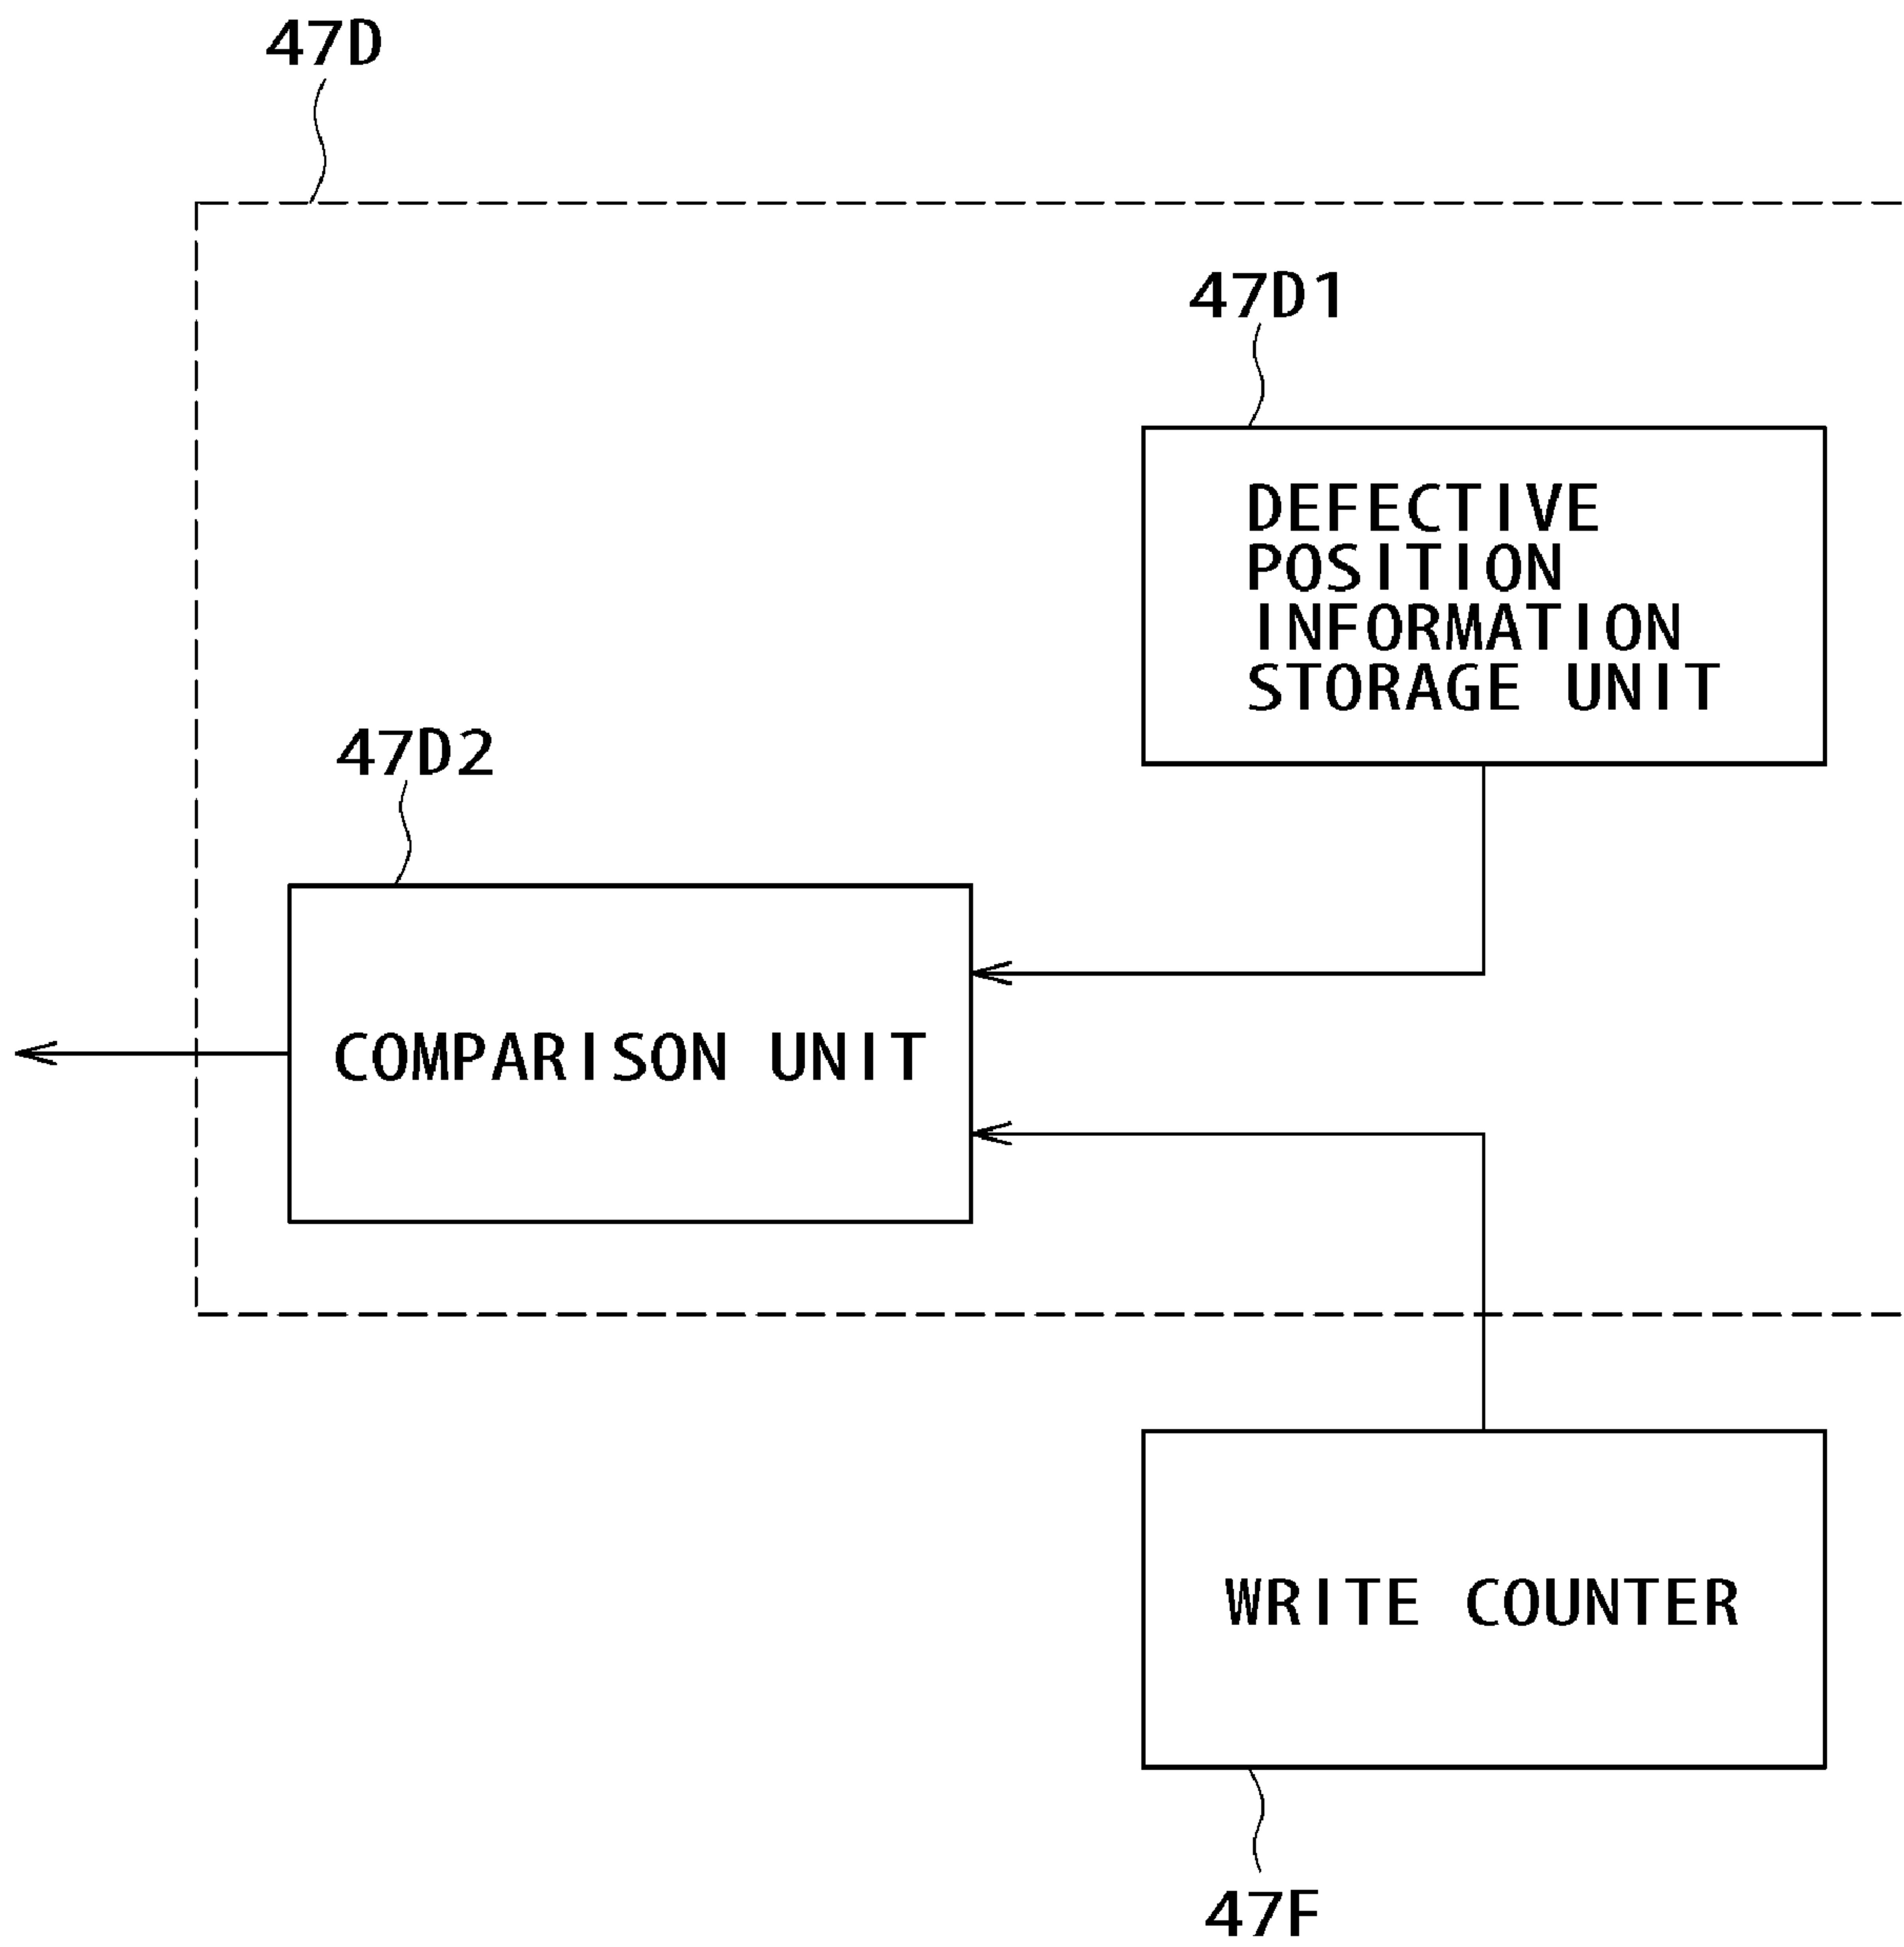 47D
47D1
DEFECTIVE
POSITION
INFORMATION
STORAGE UNIT
47D2
COMPARISON UNIT
WRITE COUNTER
47F